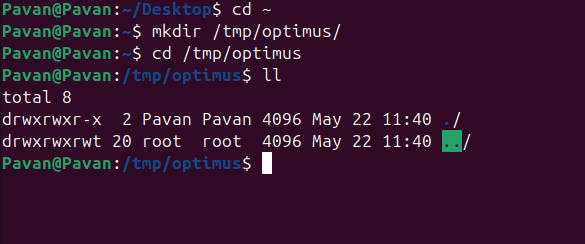 Pavan@Pavan:~/Desktop$ cd ~
Pavan@Pavan:~$ mkdir /tmp/optimus/
Pavan@Pavan:~$ cd /tmp/optimus
Pavan@Pavan:/tmp/optimus$ ll
total 8
drwxrwxr-x  2 Pavan Pavan 4096 May 22 11:40 ./
drwxrwxrwt 20 root  root  4096 May 22 11:40 ../
Pavan@Pavan:/tmp/optimus$